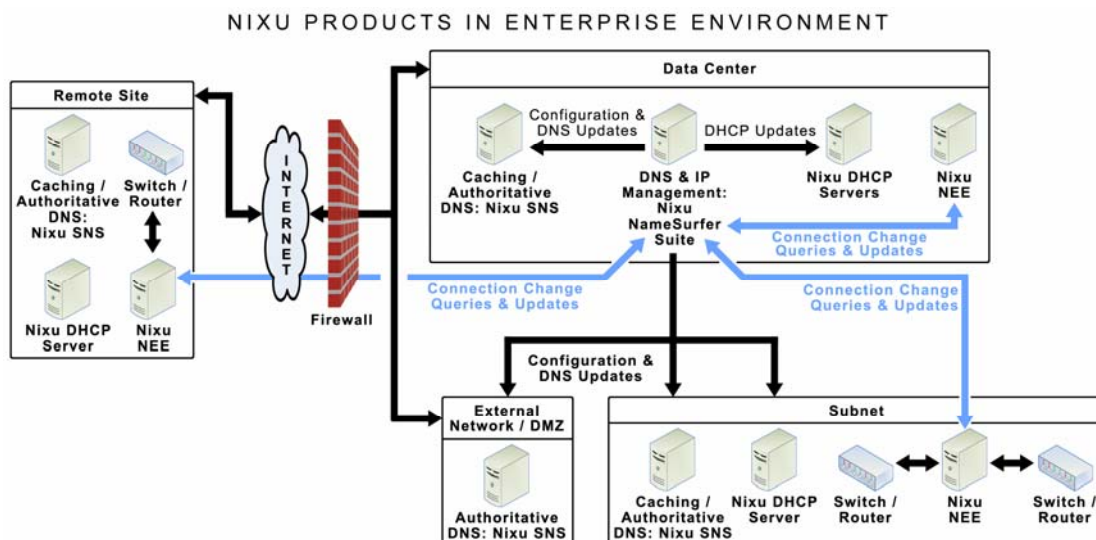 NIXU PRODUCTS IN ENTERPRISE ENVIRONMENT
Remote Site
Caching /
Authoritative
DNS:
Nixu SNS
Switch /
Router
Nixu DHCP
Server
Nixu
NEE
INTERNET
Firewall
Data Center
Configuration &
DNS Updates
DHCP Updates
Caching /
Authoritative
DNS: Nixu SNS
DNS & IP
Management:
Nixu
NameSurfer
Suite
Nixu DHCP
Servers
Nixu
NEE
Connection Change
Queries & Updates
Connection Change
Queries & Updates
Connection Change
Queries & Updates
Configuration &
DNS Updates
External
Network / DMZ
Authoritative
DNS: Nixu SNS
Subnet
Caching /
Authoritative
DNS: Nixu SNS
Nixu DHCP
Server
Switch /
Router
Nixu
NEE
Switch /
Router